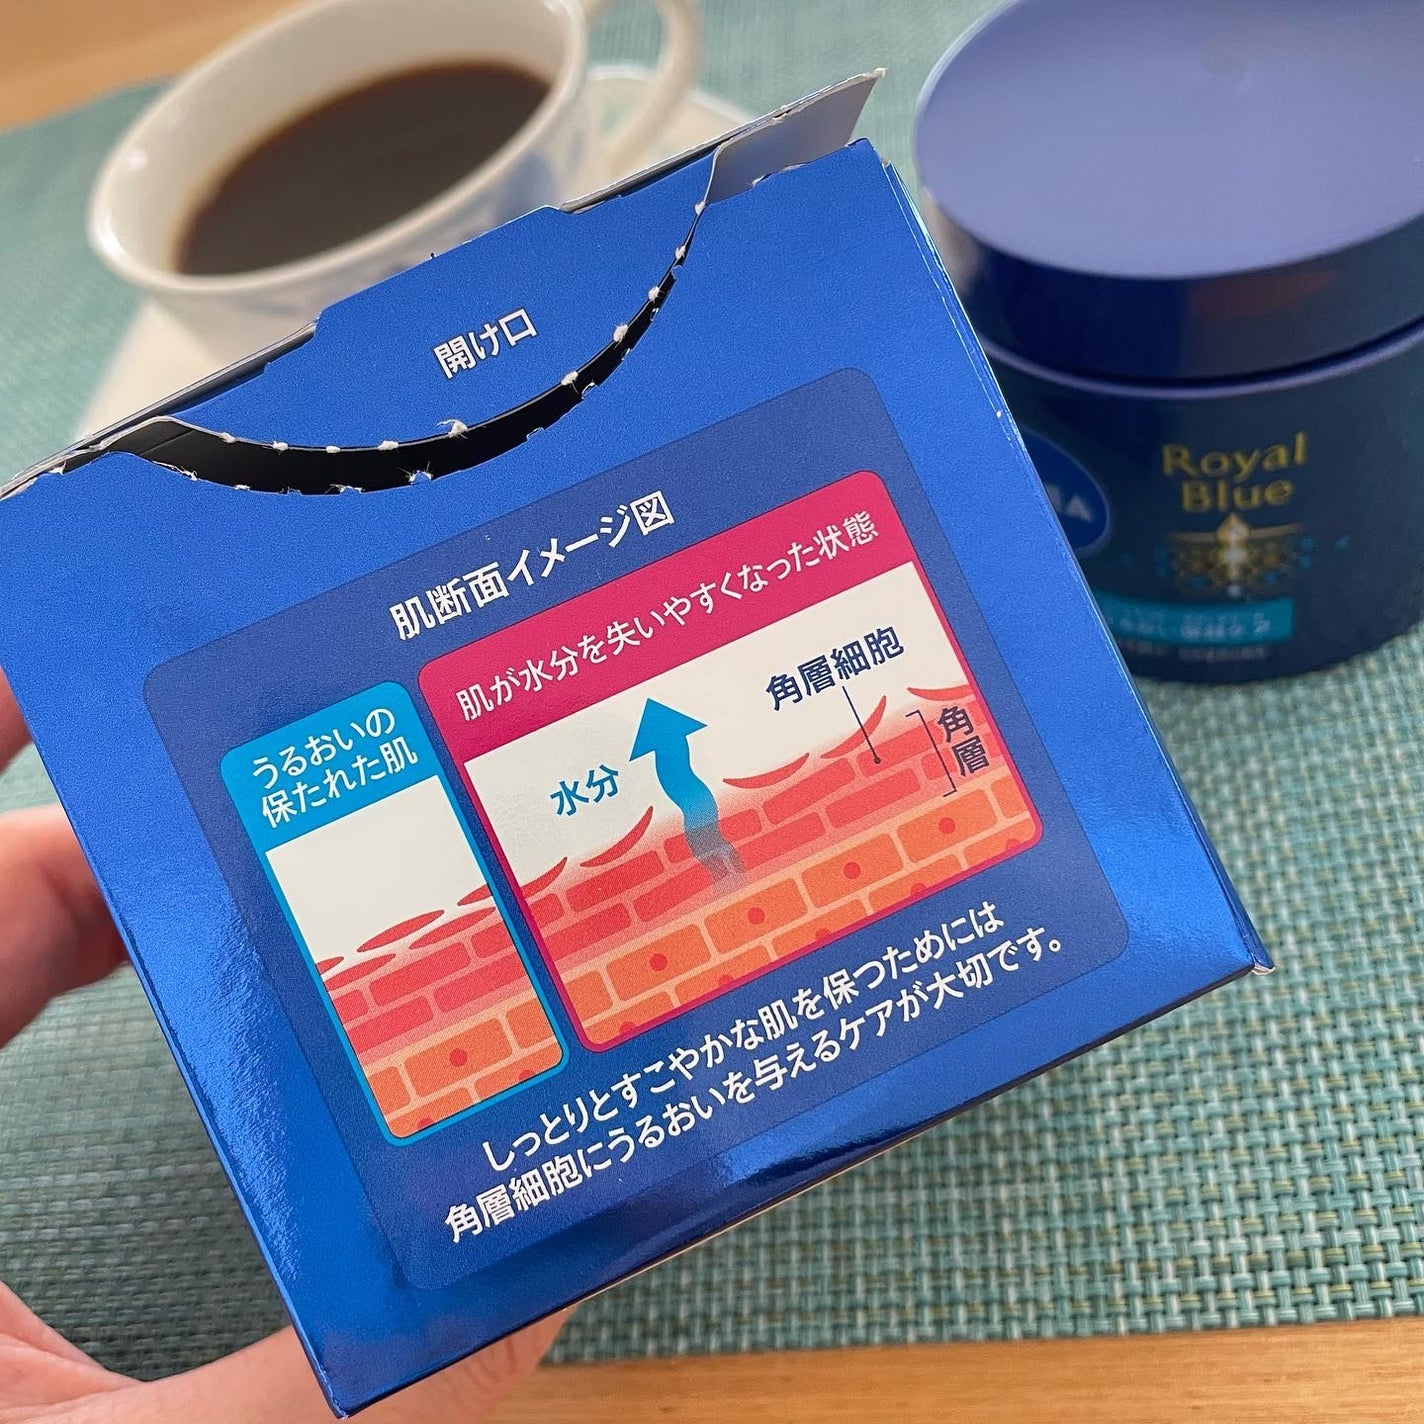 開け口
肌断面イメージ図
うるおいの
保たれた肌
肌が水分を失いやすくなった状態
水分
角層細胞
角層
しっとりとすこやかな肌を保つためには
角層細胞にうるおいを与えるケアが大切です。
Royal
Blue